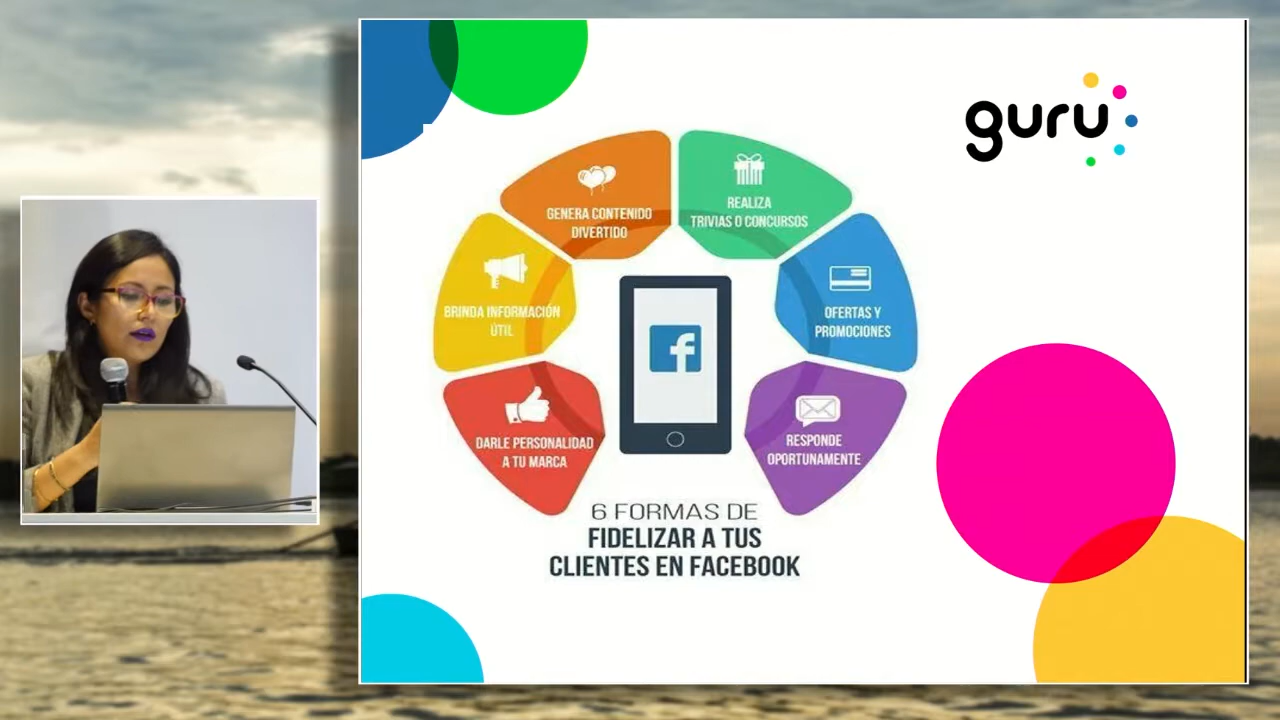 guru
GENERA CONTENIDO
DIVERTIDO
REALIZA
TRIVIAS O CONCURSOS
BRINDA INFORMACIÓN
ÚTIL
OFERTAS Y
PROMOCIONES
DARLE PERSONALIDAD
A TU MARCA
RESPONDE
OPORTUNAMENTE
6 FORMAS DE
FIDELIZAR A TUS
CLIENTES EN FACEBOOK